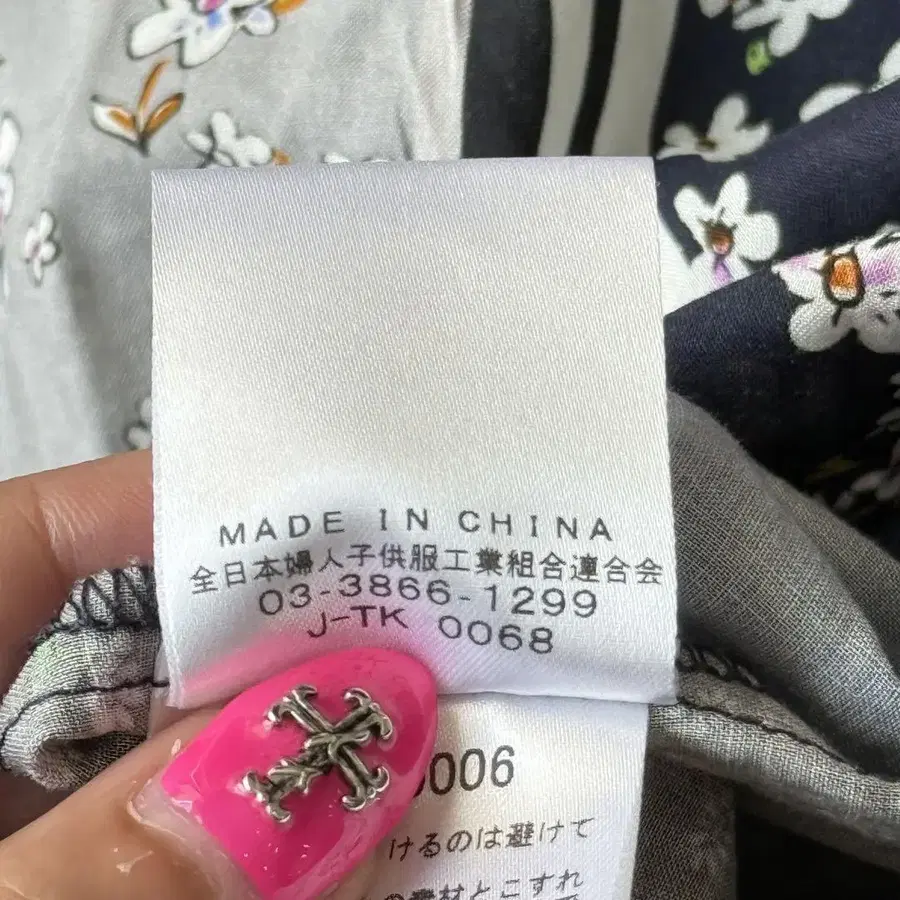 MADE IN CHINA
全日本婦人子供服工業組合連合会
03-3866-1299
J-TK 0068
006
けるのは避けて
素材とこすれ